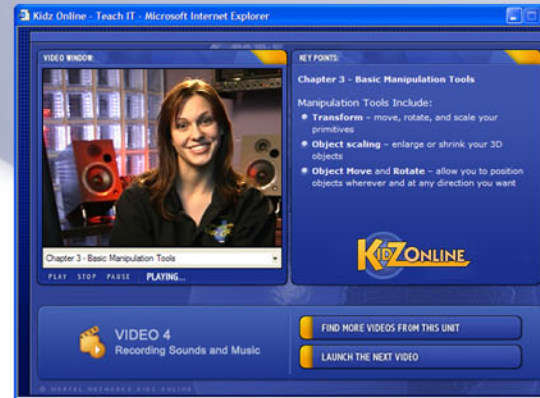 Kidz Online - Teach IT - Microsoft Internet Explorer
VIDEO WINDOW:
Chapter 3 - Basic Manipulation Tools
PLAY STOP PAUSE PLAYING...
KEY POINTS:
Chapter 3 - Basic Manipulation Tools
Manipulation Tools Include:
Transform – move, rotate, and scale your
primitives
Object scaling – enlarge or shrink your 3D
objects
Object Move and Rotate – allow you to position
objects wherever and at any direction you want
KIDZONLINE
VIDEO 4
Recording Sounds and Music
FIND MORE VIDEOS FROM THIS UNIT
LAUNCH THE NEXT VIDEO
© NORTEL NETWORKS KIDZ ONLINE